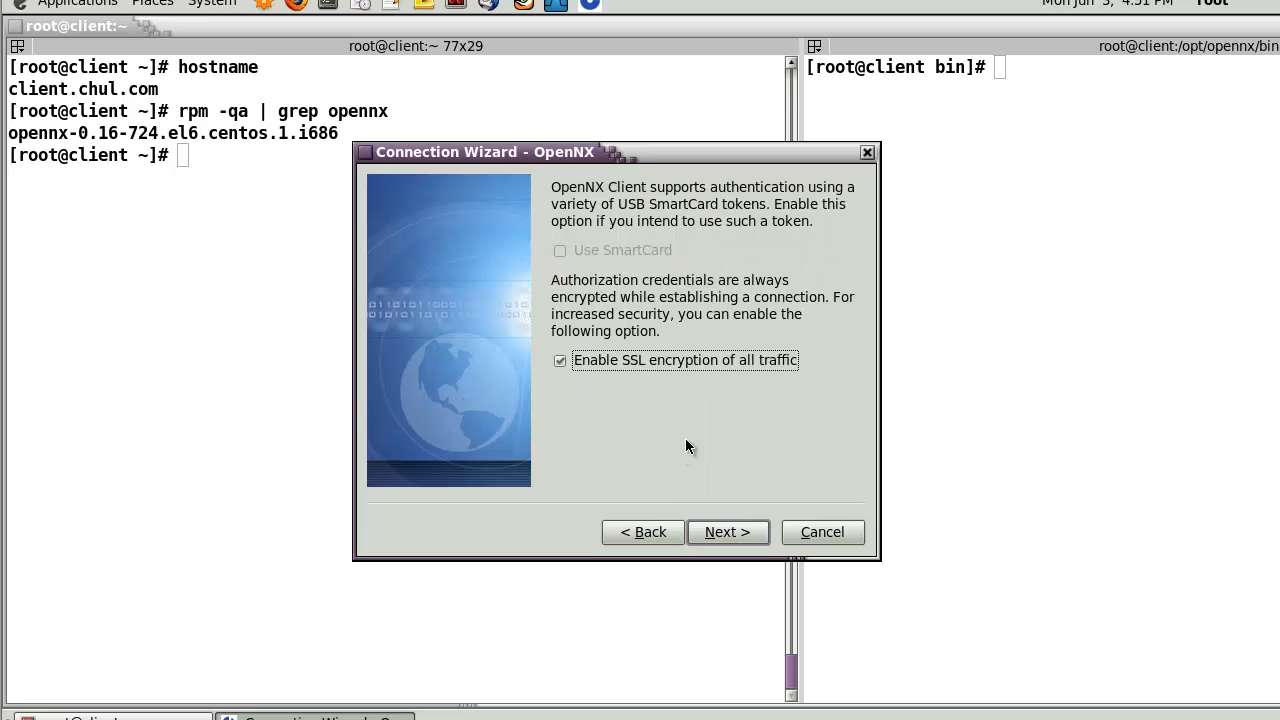 Applications Places System Mon Jun 3, 4:51 PM root
root@client:~
root@client:~ 77x29
root@client:/opt/opennx/bin
[root@client ~]# hostname
client.chul.com
[root@client ~]# rpm -qa | grep opennx
opennx-0.16-724.el6.centos.1.i686
[root@client ~]#
[root@client bin]#
Connection Wizard - OpenNX
OpenNX Client supports authentication using a
variety of USB SmartCard tokens. Enable this
option if you intend to use such a token.
Use SmartCard
Authorization credentials are always
encrypted while establishing a connection. For
increased security, you can enable the
following option.
Enable SSL encryption of all traffic
< Back
Next >
Cancel